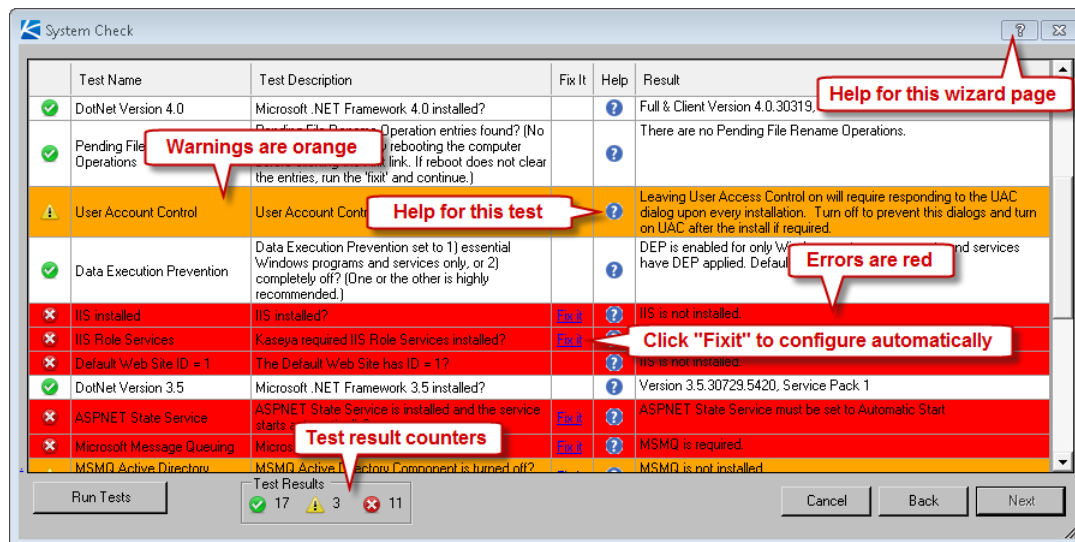 System Check
Test Name Test Description Fix It Help Result
Help for this wizard page
DotNet Version 4.0 Microsoft .NET Framework 4.0 installed? Full & Client Version 4.0.30319,
Pending File Rename Operation entries found? (No
Pending File rebooting the computer There are no Pending File Rename Operations.
Operations link. If reboot does not clear
the entries, run the 'fixit' and continue.)
Warnings are orange
User Account Control User Account Contr
Help for this test
Leaving User Access Control on will require responding to the UAC
dialog upon every installation. Turn off to prevent this dialogs and turn
on UAC after the install if required.
Data Execution Prevention
Data Execution Prevention set to 1) essential
Windows programs and services only, or 2)
completely off? (One or the other is highly
recommended.)
DEP is enabled for only and services
have DEP applied.
Errors are red
IIS installed IIS installed? Fix it IIS is not installed.
IIS Role Services Kaseya required IIS Role Services installed? Fix it
Click "Fixit" to configure automatically
Default Web Site ID = 1 The Default Web Site has ID = 1? IIS is not installed.
DotNet Version 3.5 Microsoft .NET Framework 3.5 installed? Version 3.5.30729.5420, Service Pack 1
ASPNET State Service ASPNET State Service is installed and the service Fix it ASPNET State Service must be set to Automatic Start
starts
Test result counters
Microsoft Message Queuing Fix it MSMQ is required.
MSMQ Active Directory MSMQ Active Directory Component is turned off? MSMQ is not installed
Run Tests
Test Results
17 3 11
Cancel Back Next